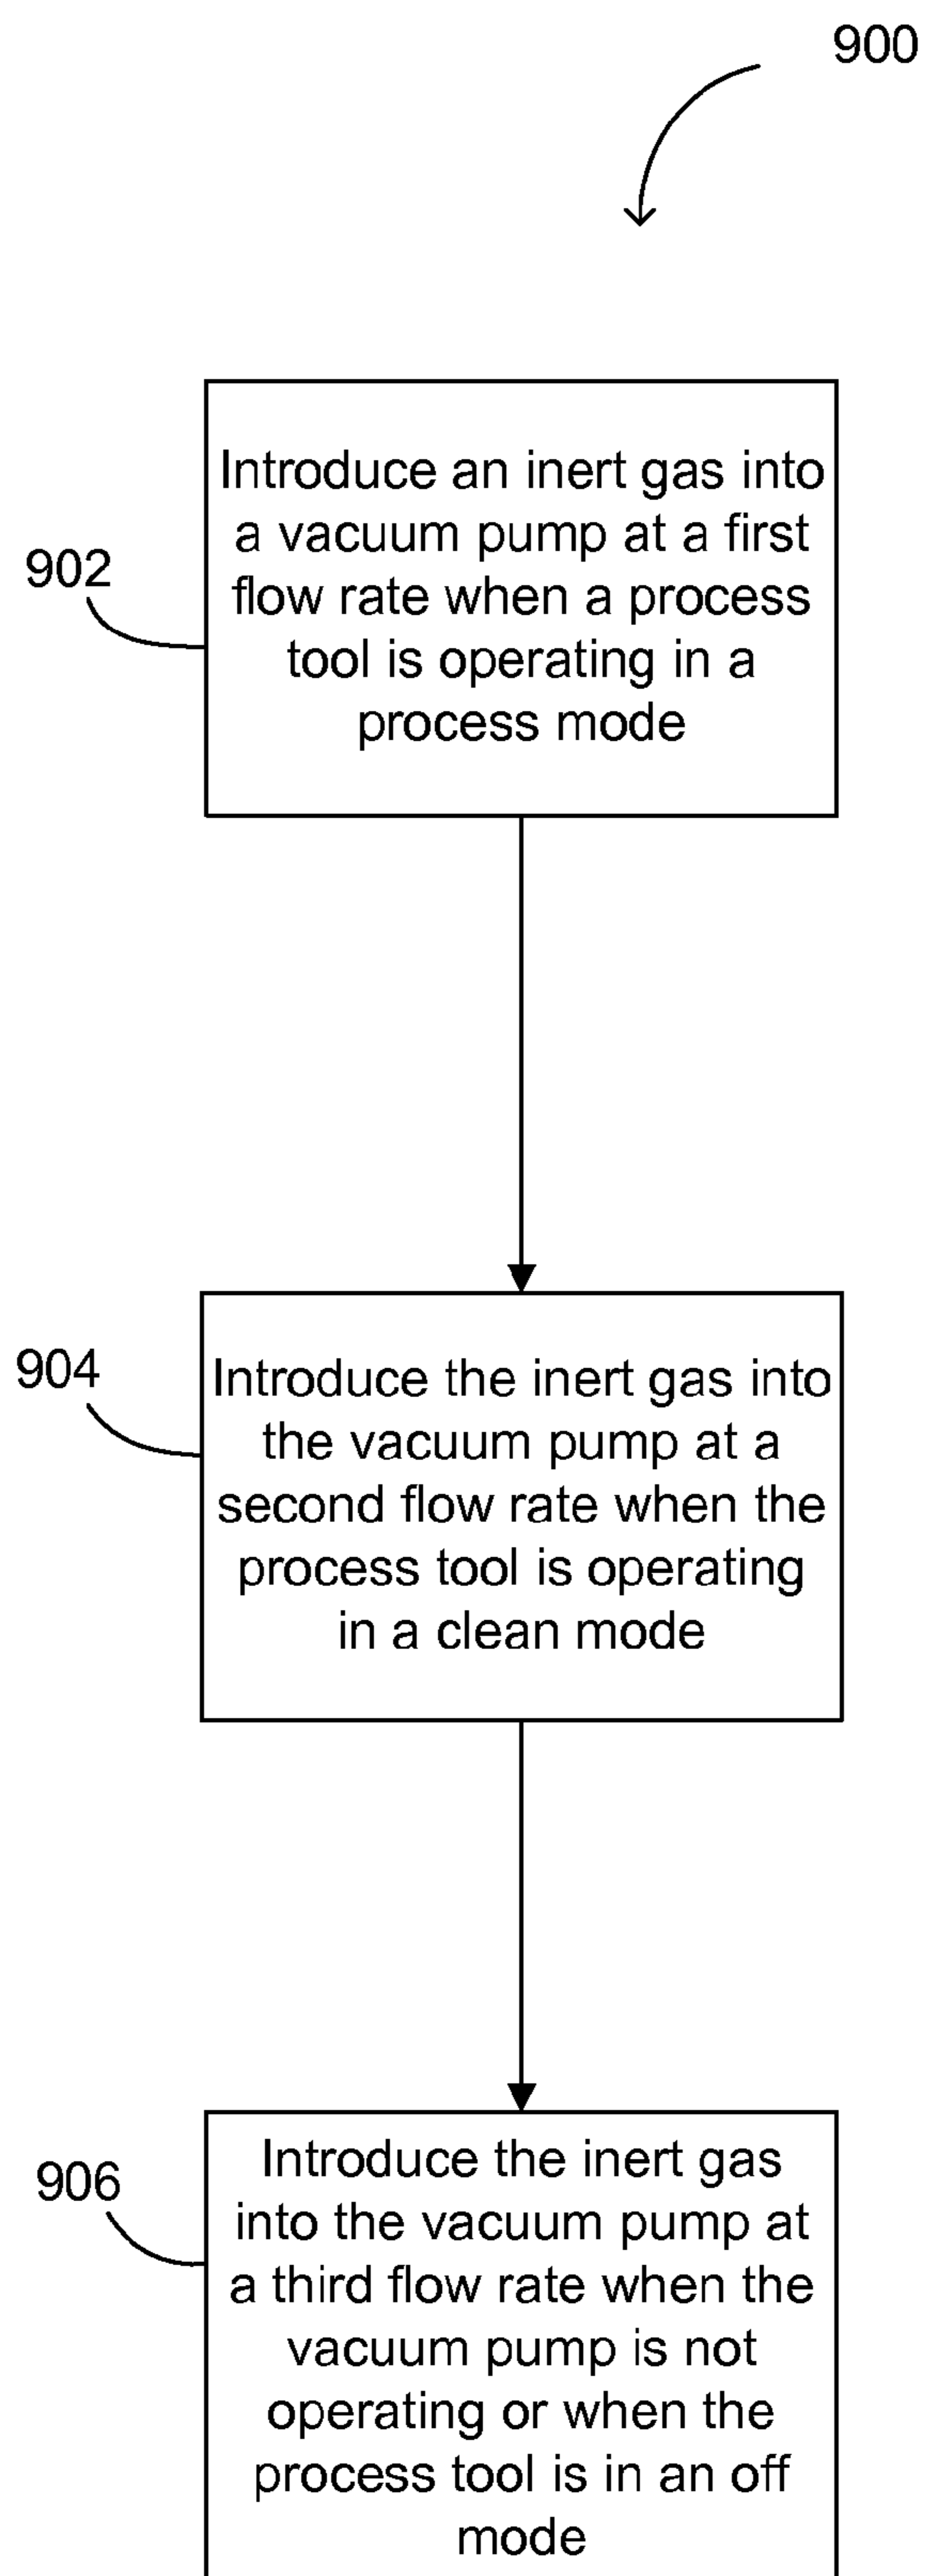 900
Introduce an inert gas into
a vacuum pump at a first
flow rate when a process
tool is operating in a
process mode
902
904
Introduce the inert gas into
the vacuum pump at a
second flow rate when the
process tool is operating
in a clean mode
906
Introduce the inert gas
into the vacuum pump at
a third flow rate when the
vacuum pump is not
operating or when the
process tool is in an off
mode